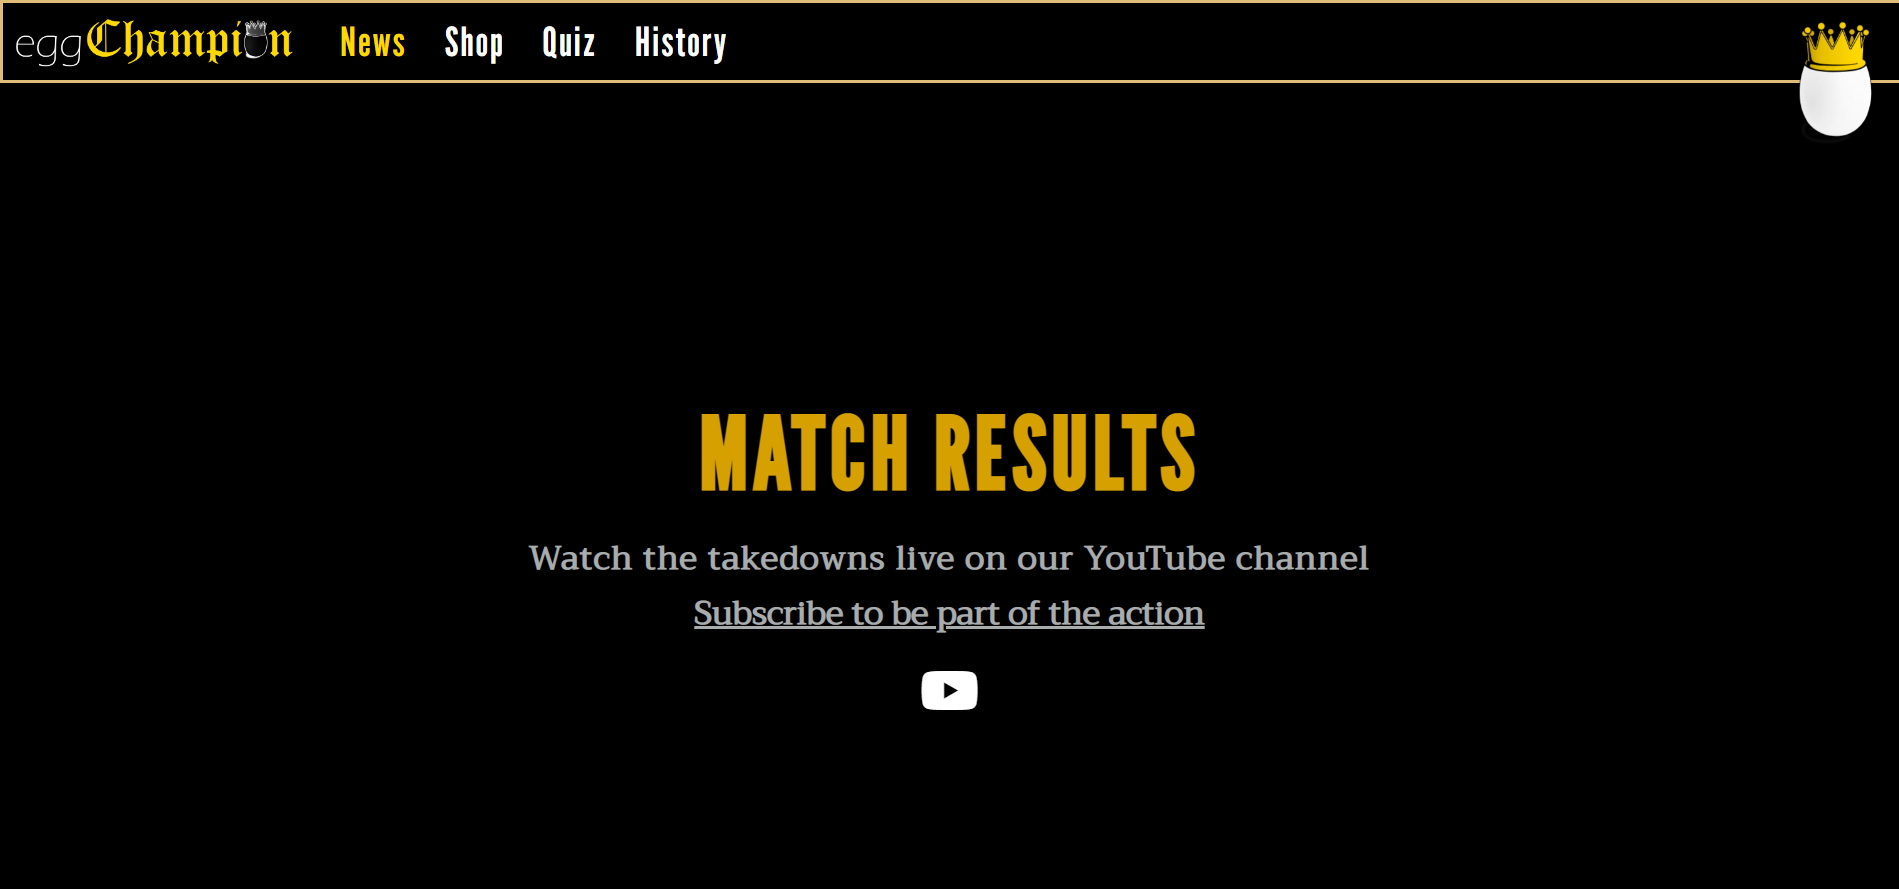 eggChampion News Shop Quiz History
MATCH RESULTS
Watch the takedowns live on our YouTube channel
Subscribe to be part of the action